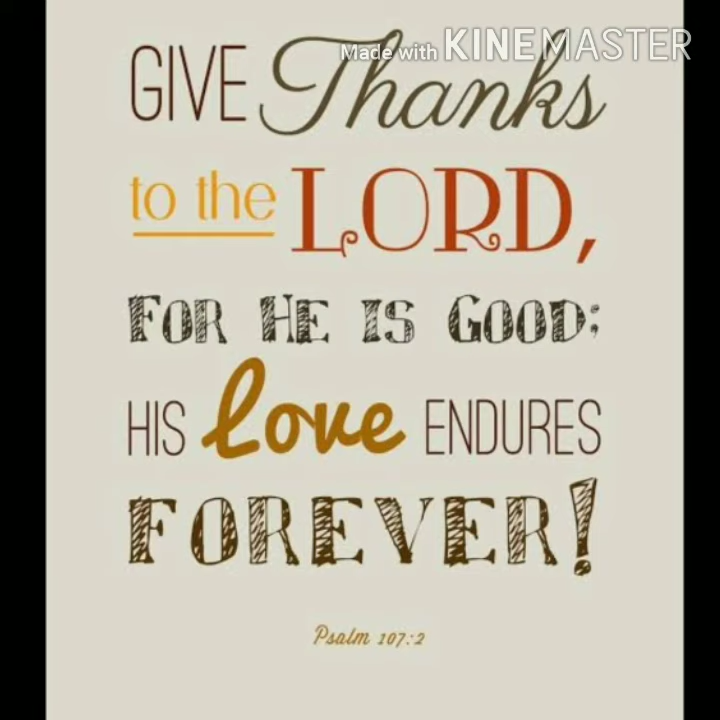 Made with KINEMASTER
GIVE Thanks
to the LORD,
FOR HE IS GOOD;
HIS love ENDURES
FOREVER!
Psalm 107:2